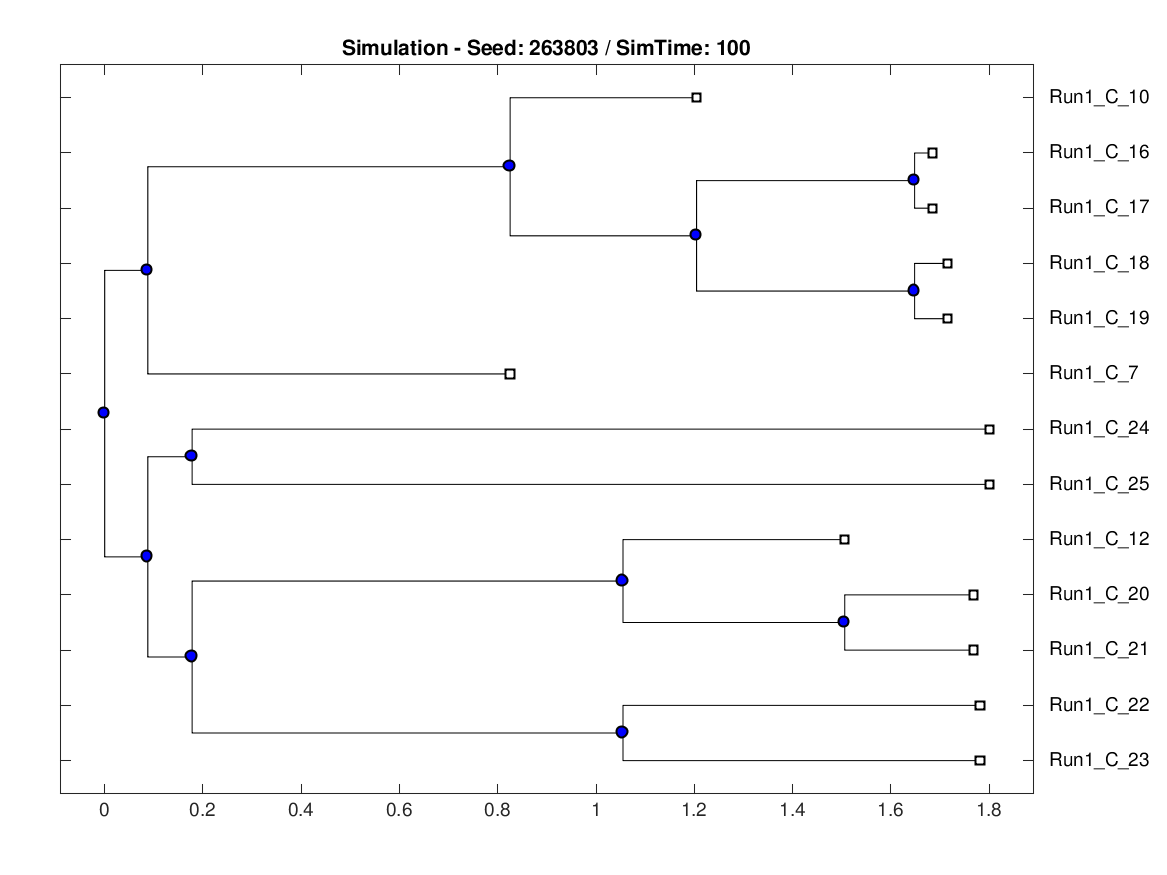 Simulation - Seed: 263803 / SimTime: 100
Run1_C_10
Run1_C_16
Run1_C_17
Run1_C_18
Run1_C_19
Run1_C_7
Run1_C_24
Run1_C_25
Run1_C_12
Run1_C_20
Run1_C_21
Run1_C_22
Run1_C_23
0 0.2 0.4 0.6 0.8 1 1.2 1.4 1.6 1.8